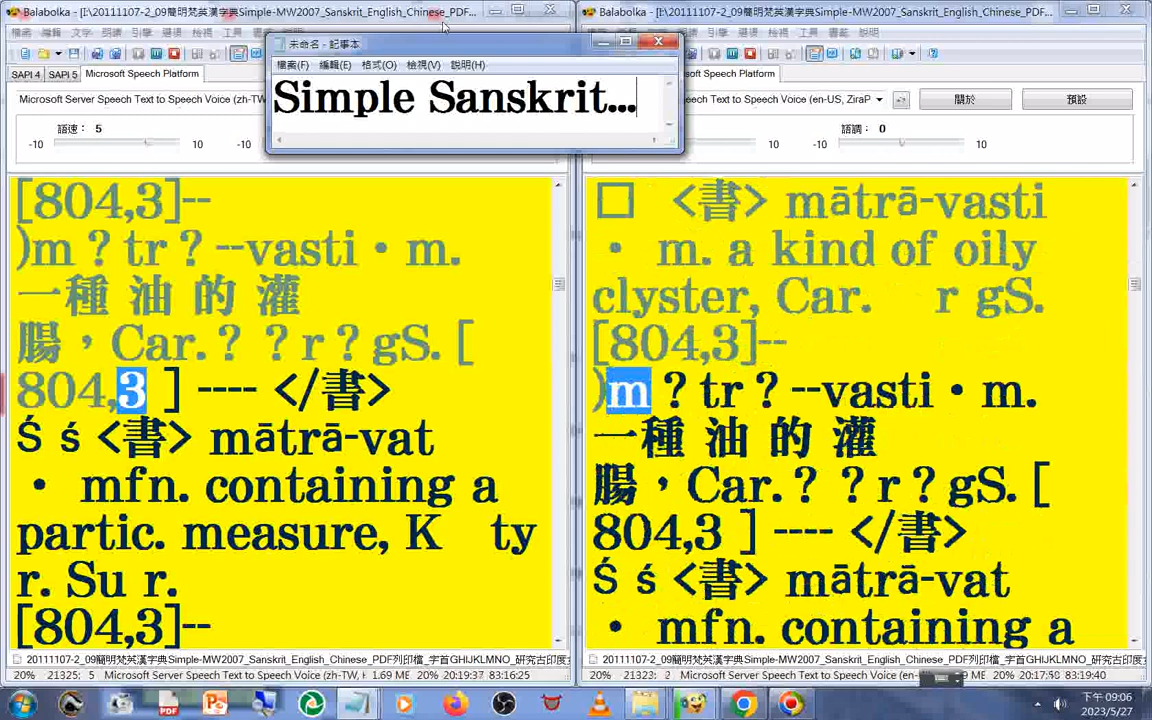 Balabolka - [I:\20111107-2_09簡明梵英漢字典Simple-MW2007_Sanskrit_English_Chinese_PDF...
Balabolka - [I:\20111107-2_09簡明梵英漢字典Simple-MW2007_Sanskrit_English_Chinese_PDF...
未命名 - 記事本
檔案(F) 編輯(E) 格式(O) 檢視(V) 說明(H)
Simple Sanskrit...
SAPI 4 SAPI 5 Microsoft Speech Platform
Speech Platform
Microsoft Server Speech Text to Speech Voice (zh-TW,
eech Text to Speech Voice (en-US, ZiraP
關於 預設
語速： 5
-10 10 -10
語調： 0
10 -10 10
[804,3]--
)m ? tr ? --vasti • m.
一種 油 的 灌
腸，Car. ? ? r ? gS. [
804,3 ] ---- </書>
Ś ś <書> mātrā-vat
• mfn. containing a
partic. measure, K ty
r. Su r.
[804,3]--
□ <書> mātrā-vasti
• m. a kind of oily
clyster, Car. r gS.
[804,3]--
)m ? tr ? --vasti • m.
一種 油 的 灌
腸，Car. ? ? r ? gS. [
804,3 ] ---- </書>
Ś ś <書> mātrā-vat
• mfn. containing a
20111107-2_09簡明梵英漢字典Simple-MW2007_Sanskrit_English_Chinese_PDF列印檔_字首GHIJKLMNO_研究古印度
20111107-2_09簡明梵英漢字典Simple-MW2007_Sanskrit_English_Chinese_PDF列印檔_字首GHIJKLMNO_研究古印度
20% 21325: 5 Microsoft Server Speech Text to Speech Voice (zh-TW, 1.69 MB 20% 20:19:37 83:16:25
20% 21323: 2 Microsoft Server Speech Text to Speech Voice 20% 20:17:58 83:19:40
下午 09:06
2023/5/27